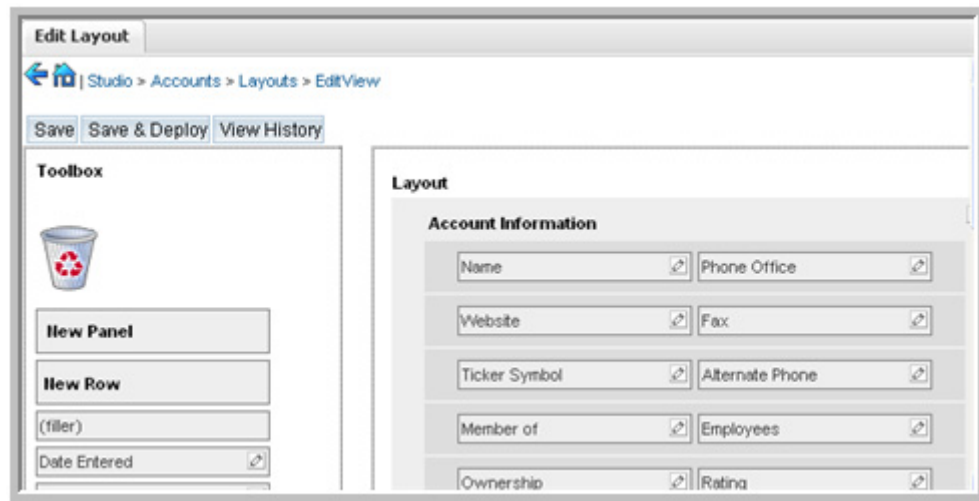 Edit Layout
| Studio > Accounts > Layouts > EditView
Save Save & Deploy View History
Toolbox
New Panel
New Row
(filler)
Date Entered
Layout
Account Information
Name Phone Office
Website Fax
Ticker Symbol Alternate Phone
Member of Employees
Ownership Rating